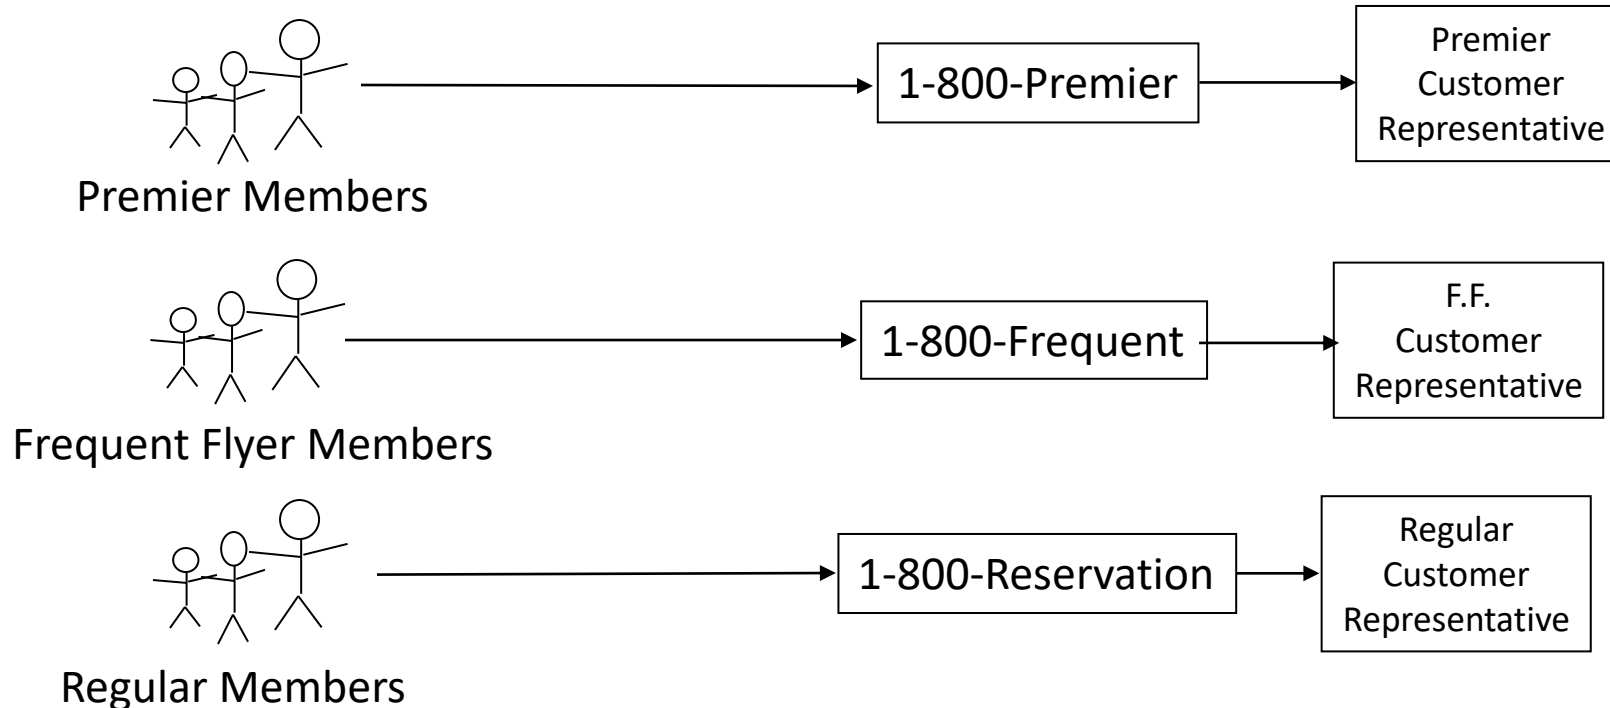 1-800-Premier
Premier
Customer
Representative
Premier Members
1-800-Frequent
F.F.
Customer
Representative
Frequent Flyer Members
1-800-Reservation
Regular
Customer
Representative
Regular Members